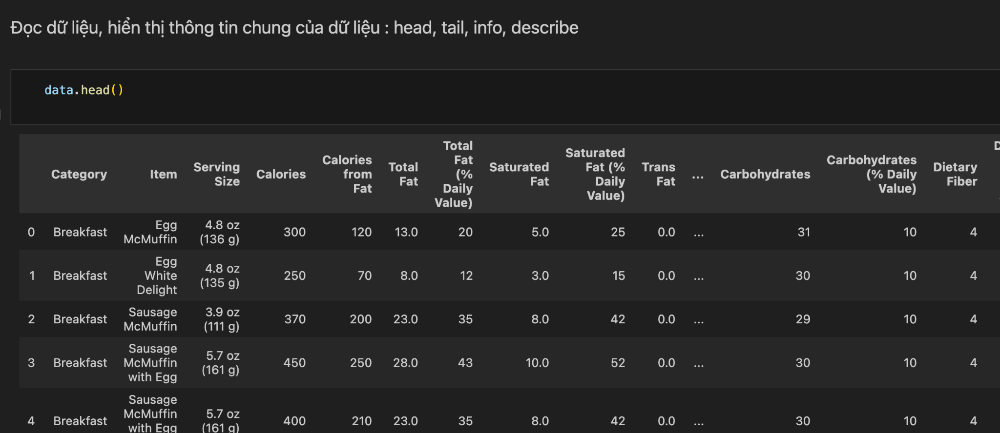 Đọc dữ liệu, hiển thị thông tin chung của dữ liệu : head, tail, info, describe
data.head()
Category Item Serving Size Calories Calories from Fat Total Fat Total Fat (% Daily Value) Saturated Fat Saturated Fat (% Daily Value) Trans Fat ... Carbohydrates Carbohydrates (% Daily Value) Dietary Fiber D
0 Breakfast Egg McMuffin 4.8 oz (136 g) 300 120 13.0 20 5.0 25 0.0 ... 31 10 4
1 Breakfast Egg White Delight 4.8 oz (135 g) 250 70 8.0 12 3.0 15 0.0 ... 30 10 4
2 Breakfast Sausage McMuffin 3.9 oz (111 g) 370 200 23.0 35 8.0 42 0.0 ... 29 10 4
3 Breakfast Sausage McMuffin with Egg 5.7 oz (161 g) 450 250 28.0 43 10.0 52 0.0 ... 30 10 4
4 Breakfast Sausage McMuffin with Egg 5.7 oz (161 g) 400 210 23.0 35 8.0 42 0.0 ... 30 10 4